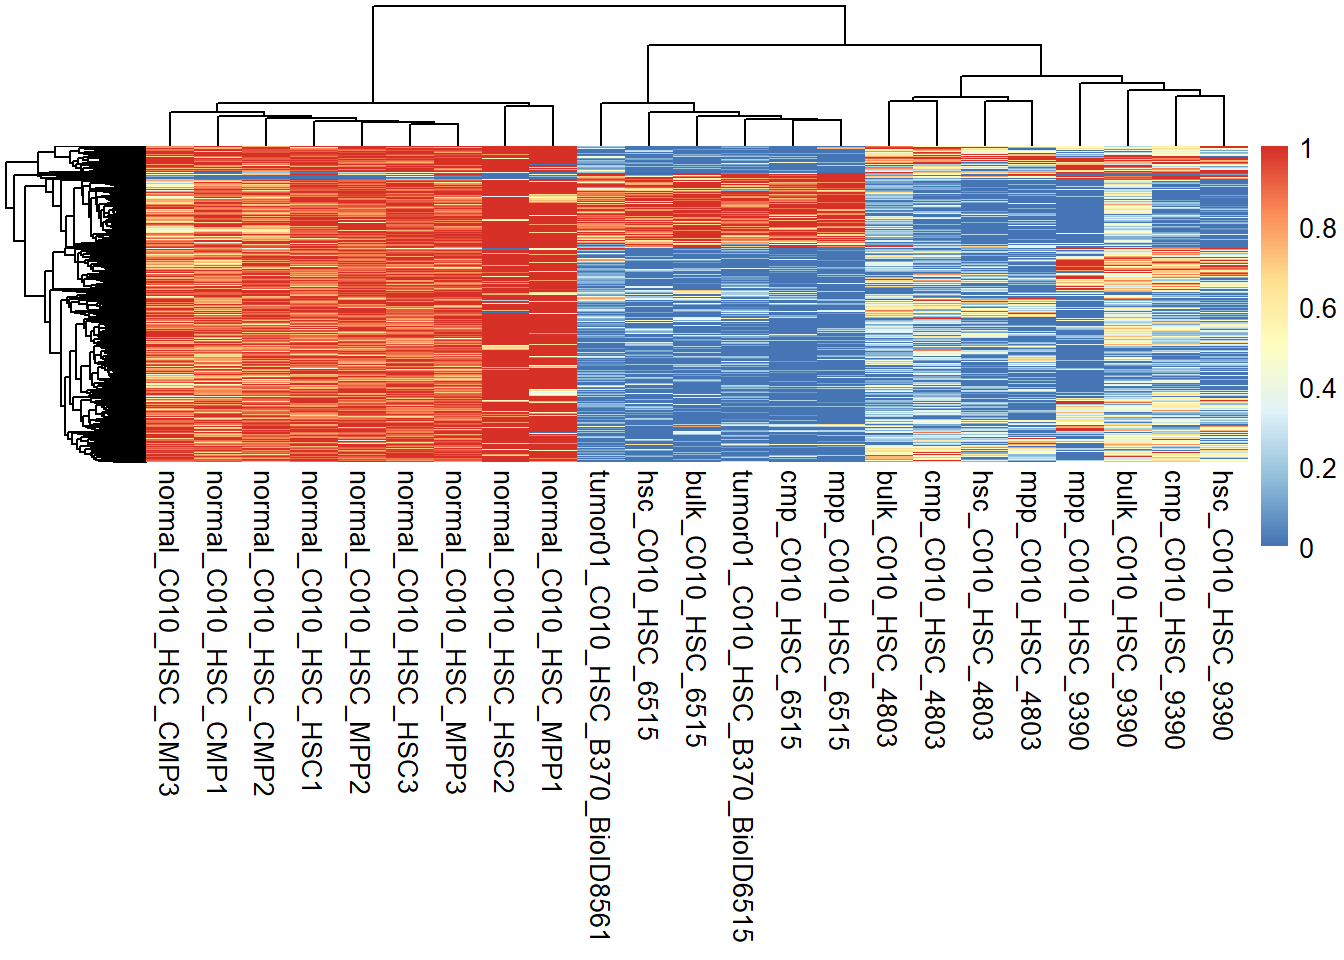 1
0.8
0.6
0.4
0.2
0
normal_C010_HSC_CMP3
normal_C010_HSC_CMP1
normal_C010_HSC_CMP2
normal_C010_HSC_HSC1
normal_C010_HSC_MPP2
normal_C010_HSC_HSC3
normal_C010_HSC_MPP3
normal_C010_HSC_HSC2
normal_C010_HSC_MPP1
tumor01_C010_HSC_B370_BioID8561
hsc_C010_HSC_6515
bulk_C010_HSC_6515
tumor01_C010_HSC_B370_BioID6515
cmp_C010_HSC_6515
mpp_C010_HSC_6515
bulk_C010_HSC_4803
cmp_C010_HSC_4803
hsc_C010_HSC_4803
mpp_C010_HSC_4803
mpp_C010_HSC_9390
bulk_C010_HSC_9390
cmp_C010_HSC_9390
hsc_C010_HSC_9390